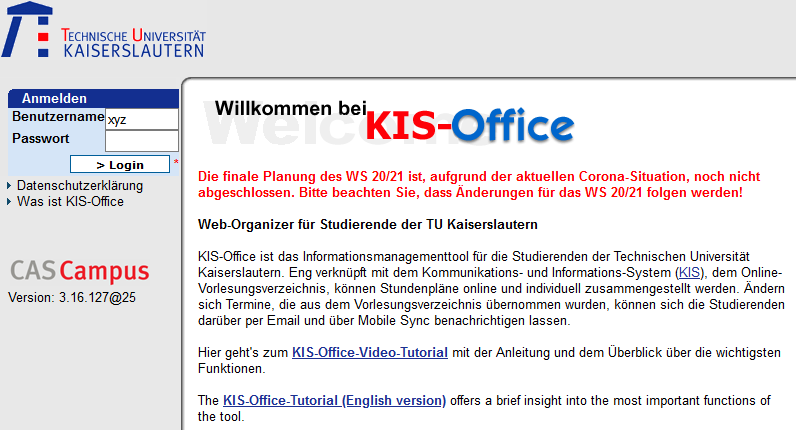 TECHNISCHE UNIVERSITÄT
KAISERSLAUTERN
Anmelden
Benutzername xyz
Passwort
> Login *
Datenschutzerklärung
Was ist KIS-Office
CAS Campus
Version: 3.16.127@25
Welcome
Willkommen bei
KIS-Office
Die finale Planung des WS 20/21 ist, aufgrund der aktuellen Corona-Situation, noch nicht
abgeschlossen. Bitte beachten Sie, dass Änderungen für das WS 20/21 folgen werden!
Web-Organizer für Studierende der TU Kaiserslautern
KIS-Office ist das Informationsmanagementtool für die Studierenden der Technischen Universität
Kaiserslautern. Eng verknüpft mit dem Kommunikations- und Informations-System (KIS), dem Online-
Vorlesungsverzeichnis, können Stundenpläne online und individuell zusammengestellt werden. Ändern
sich Termine, die aus dem Vorlesungsverzeichnis übernommen wurden, können sich die Studierenden
darüber per Email und über Mobile Sync benachrichtigen lassen.
Hier geht's zum KIS-Office-Video-Tutorial mit der Anleitung und dem Überblick über die wichtigsten
Funktionen.
The KIS-Office-Tutorial (English version) offers a brief insight into the most important functions of
the tool.